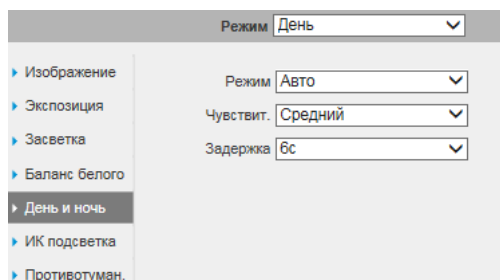 Режим День
Изображение
Экспозиция
Засветка
Баланс белого
День и ночь
ИК подсветка
Противотуман.
Режим Авто
Чувствит. Средний
Задержка 6с